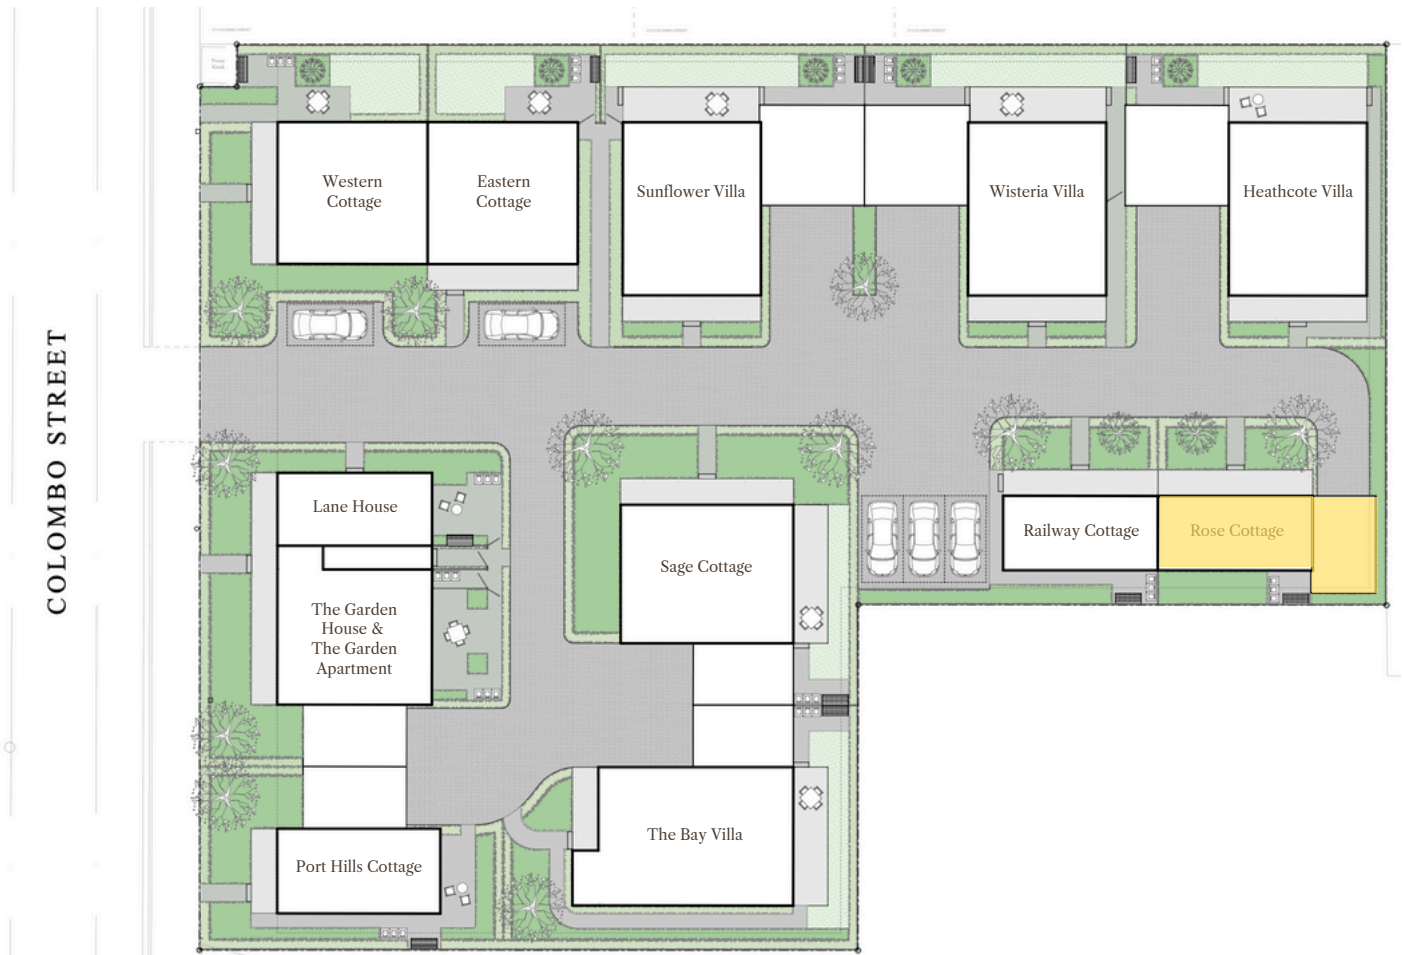 Western
Cottage
Eastern
Cottage
Sunflower Villa
Wisteria Villa
Heathcote Villa
COLOMBO STREET
Lane House
Railway Cottage
Rose Cottage
Sage Cottage
The Garden
House &
The Garden
Apartment
The Bay Villa
Port Hills Cottage